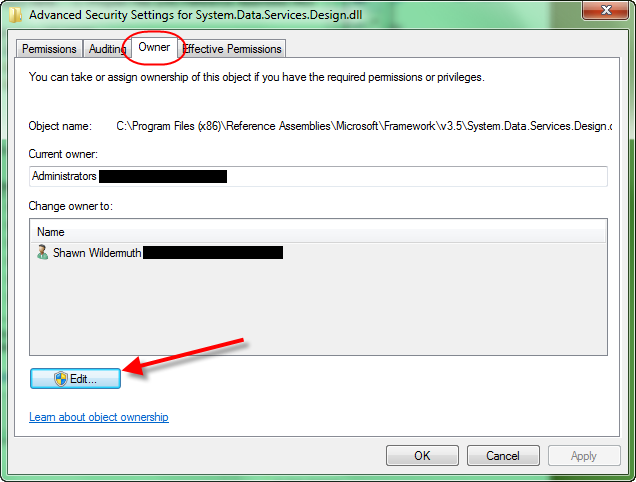 Advanced Security Settings for System.Data.Services.Design.dll
Permissions Auditing Owner Effective Permissions
You can take or assign ownership of this object if you have the required permissions or privileges.
Object name: C:\Program Files (x86)\Reference Assemblies\Microsoft\Framework\v3.5\System.Data.Services.Design.d
Current owner:
Administrators
Change owner to:
Name
Shawn Wildermuth
Edit...
Learn about object ownership
OK Cancel Apply